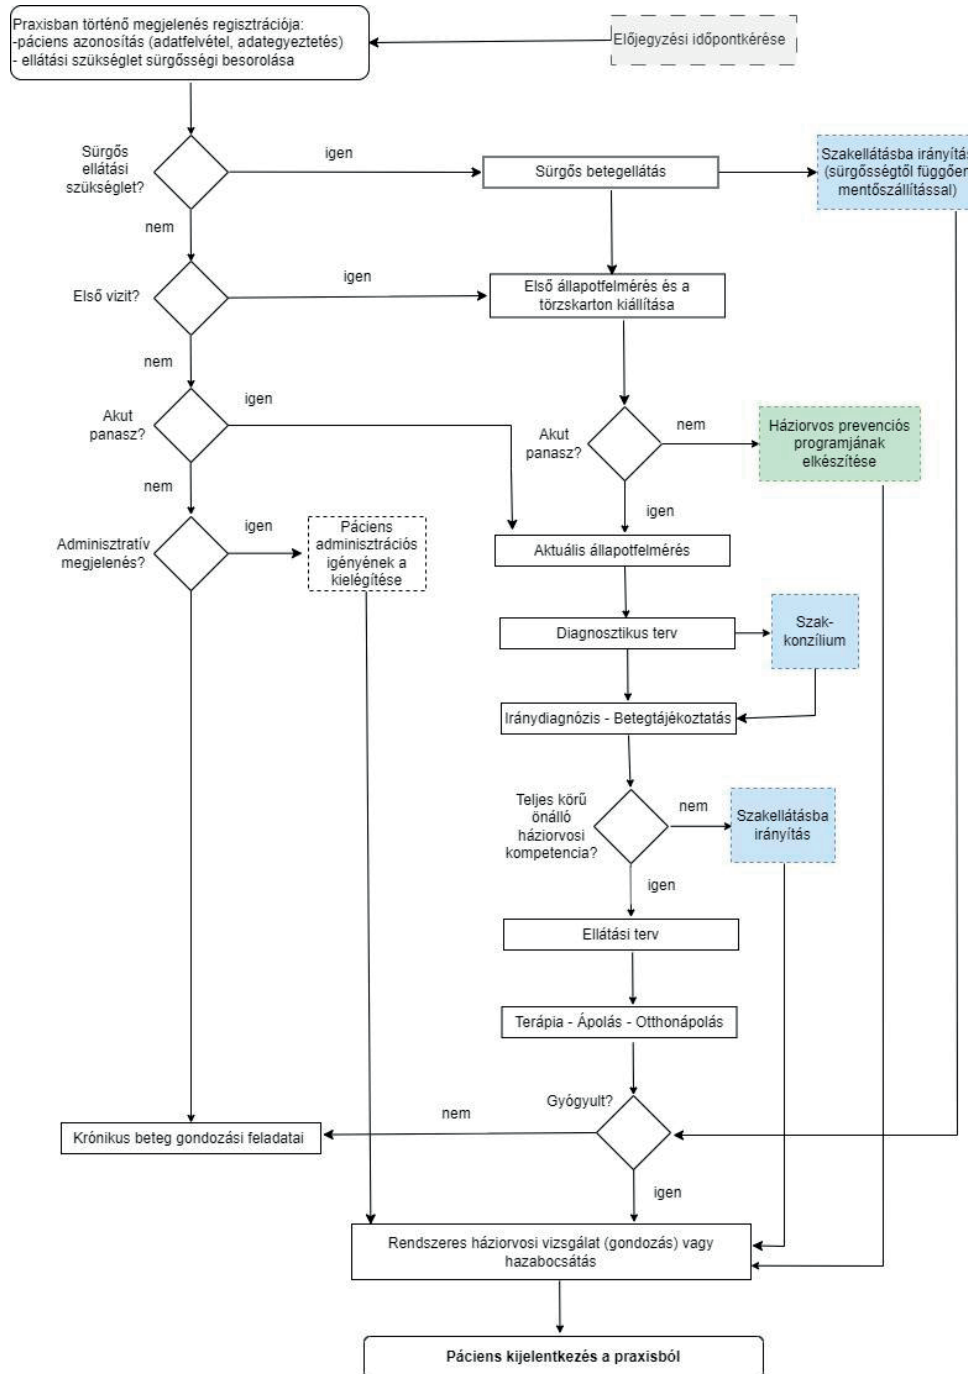 Praxisban történő megjelenés regisztrációja:
-páciens azonosítás (adatfelvétel, adategyeztetés)
- ellátási szükséglet sürgősségi besorolása
Előjegyzési időpontkérése
Sürgős
ellátási
szükséglet?
igen
Sürgős betegellátás
Szakellátásba irányítás
(sürgősségtől függően
mentőszállítással)
nem
Első vizit?
igen
Első állapotfelmérés és a
törzskarton kiállítása
nem
Akut
panasz?
igen
Akut
panasz?
nem
Háziorvos prevenciós
programjának
elkészítése
nem
igen
Adminisztratív
megjelenés?
igen
Páciens
adminisztrációs
igényének a
kielégítése
Aktuális állapotfelmérés
Diagnosztikus terv
Szak-
konzílium
Iránydiagnózis - Betegtájékoztatás
Teljes körű
önálló
háziorvosi
kompetencia?
nem
Szakellátásba
irányítás
igen
Ellátási terv
Terápia - Ápolás - Otthonápolás
Gyógyult?
nem
Krónikus beteg gondozási feladatai
igen
Rendszeres háziorvosi vizsgálat (gondozás) vagy
hazabocsátás
Páciens kijelentkezés a praxisból